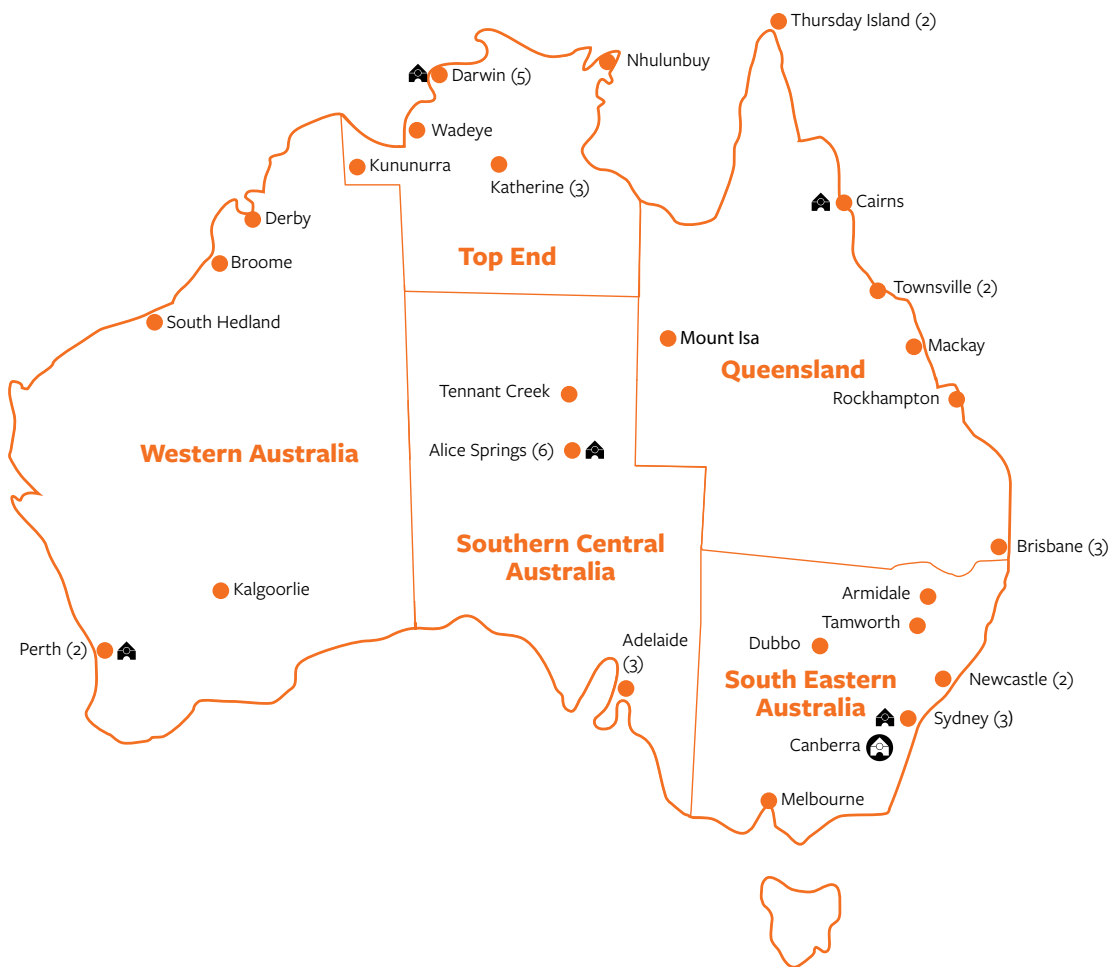 Thursday Island (2)
Nhulunbuy
Darwin (5)
Wadeye
Kununurra
Katherine (3)
Cairns
Derby
Top End
Broome
Townsville (2)
South Hedland
Mount Isa
Mackay
Queensland
Tennant Creek
Rockhampton
Western Australia
Alice Springs (6)
Southern Central
Australia
Brisbane (3)
Kalgoorlie
Armidale
Tamworth
Perth (2)
Adelaide
(3)
Dubbo
South Eastern
Australia
Newcastle (2)
Sydney (3)
Canberra
Melbourne